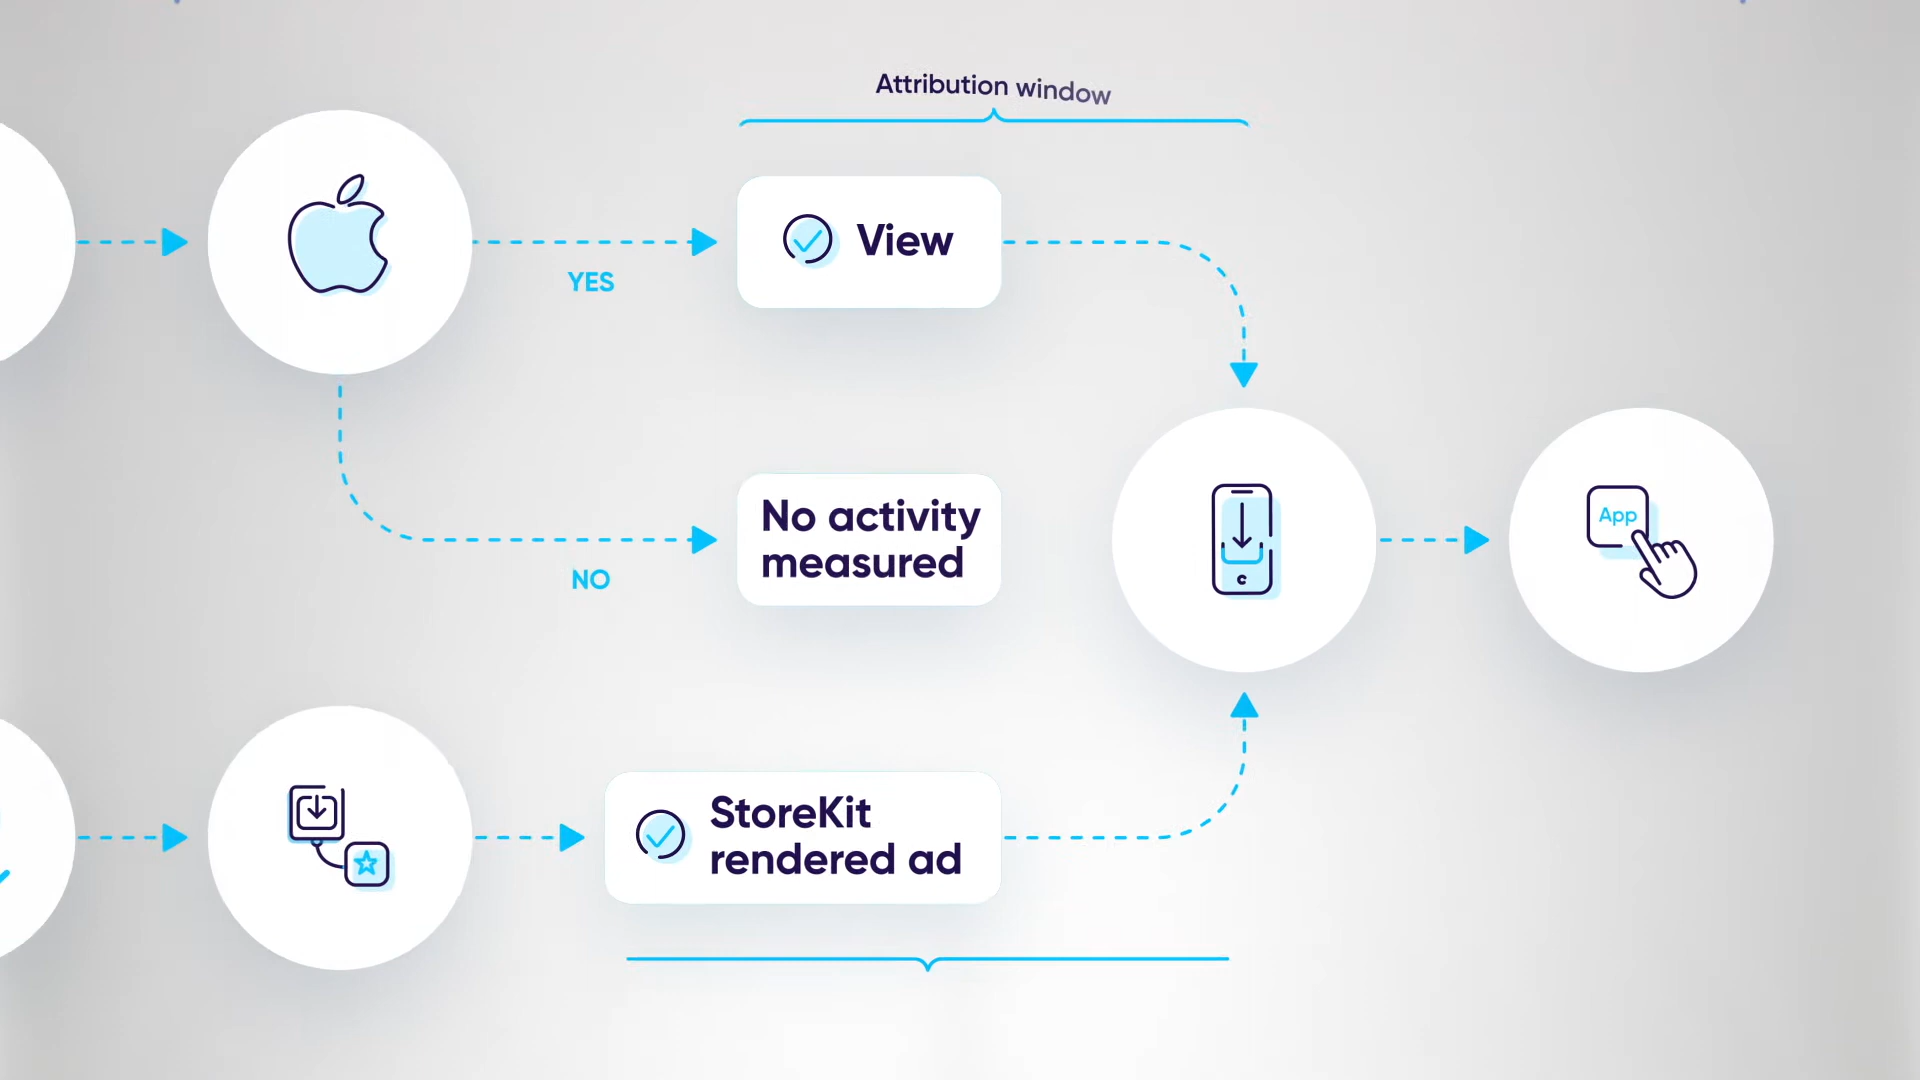 Attribution window
View
YES
No activity
measured
NO
App
StoreKit
rendered ad